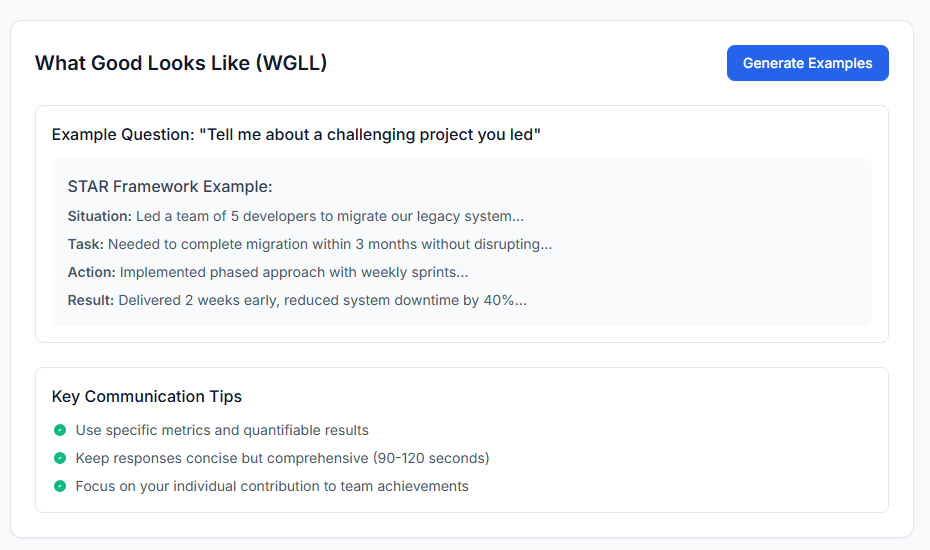 What Good Looks Like (WGLL)
Generate Examples
Example Question: "Tell me about a challenging project you led"
STAR Framework Example:
Situation: Led a team of 5 developers to migrate our legacy system...
Task: Needed to complete migration within 3 months without disrupting...
Action: Implemented phased approach with weekly sprints...
Result: Delivered 2 weeks early, reduced system downtime by 40%...
Key Communication Tips
Use specific metrics and quantifiable results
Keep responses concise but comprehensive (90-120 seconds)
Focus on your individual contribution to team achievements